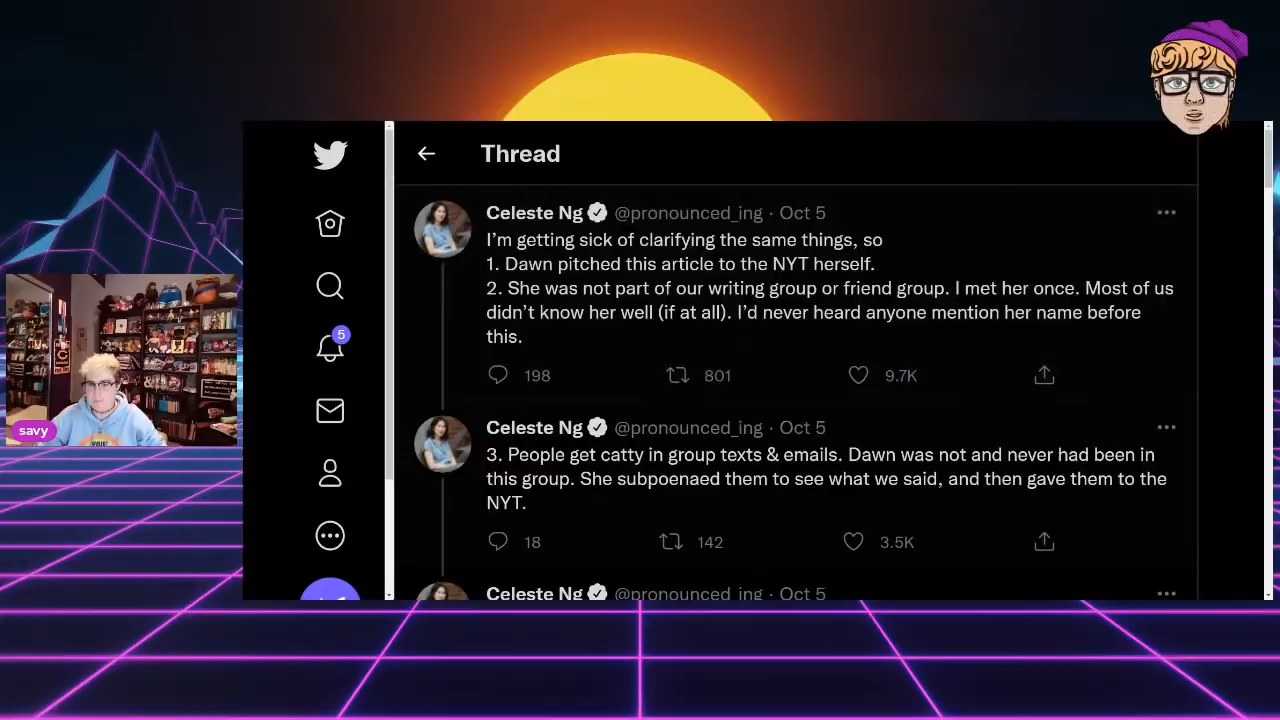 Thread
Celeste Ng @pronounced_ing · Oct 5
I'm getting sick of clarifying the same things, so
1. Dawn pitched this article to the NYT herself.
2. She was not part of our writing group or friend group. I met her once. Most of us
didn't know her well (if at all). I'd never heard anyone mention her name before
this.
198 801 9.7K
5
Celeste Ng @pronounced_ing · Oct 5
3. People get catty in group texts & emails. Dawn was not and never had been in
this group. She subpoenaed them to see what we said, and then gave them to the
NYT.
18 142 3.5K
Celeste Ng @pronounced_ing · Oct 5
savy